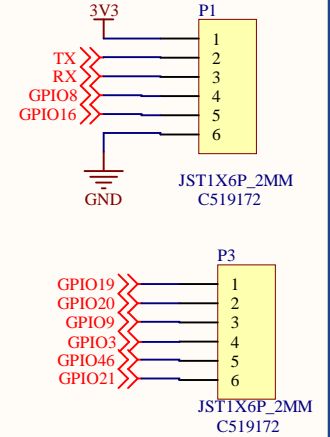 3V3 P1
1
TX 2
RX 3
GPIO8 4
GPIO16 5
6
GND
JST1X6P_2MM
C519172
P3
GPIO19 1
GPIO20 2
GPIO9 3
GPIO3 4
GPIO46 5
GPIO21 6
JST1X6P_2MM
C519172